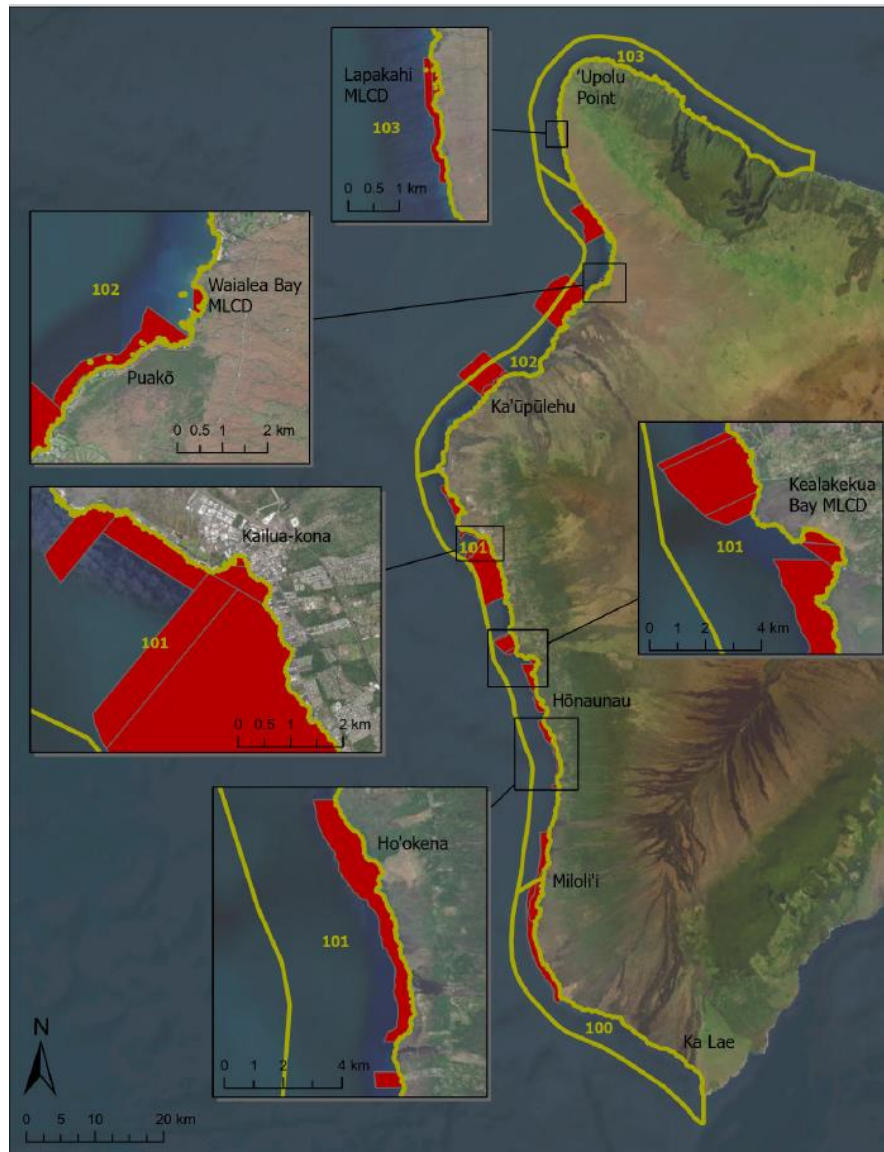 103
Lapakahi
MLCD
103
0 0.5 1 km
'Upolu
Point
102
Waialea Bay
MLCD
Puakō
0 0.5 1 2 km
102
Ka'ūpūlehu
Kealakekua
Bay MLCD
101
0 2 4 km
Kailua-kona
101
0 0.5 1 2 km
101
Hōnaunau
Ho'okena
101
0 2 4 km
Miloli'i
100
Ka Lae
N
0 5 10 20 km